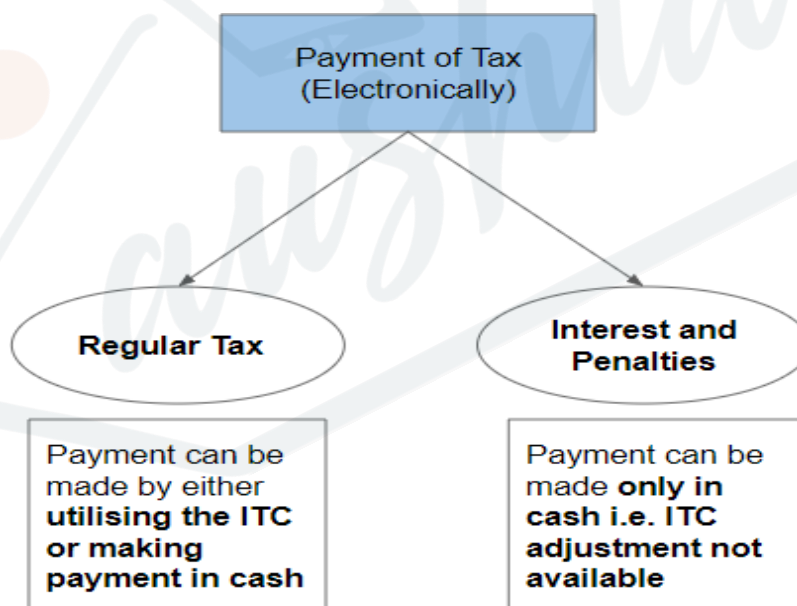 Payment of Tax
(Electronically)
Regular Tax
Interest and
Penalties
Payment can be
made by either
utilising the ITC
or making
payment in cash
Payment can be
made only in
cash i.e. ITC
adjustment not
available